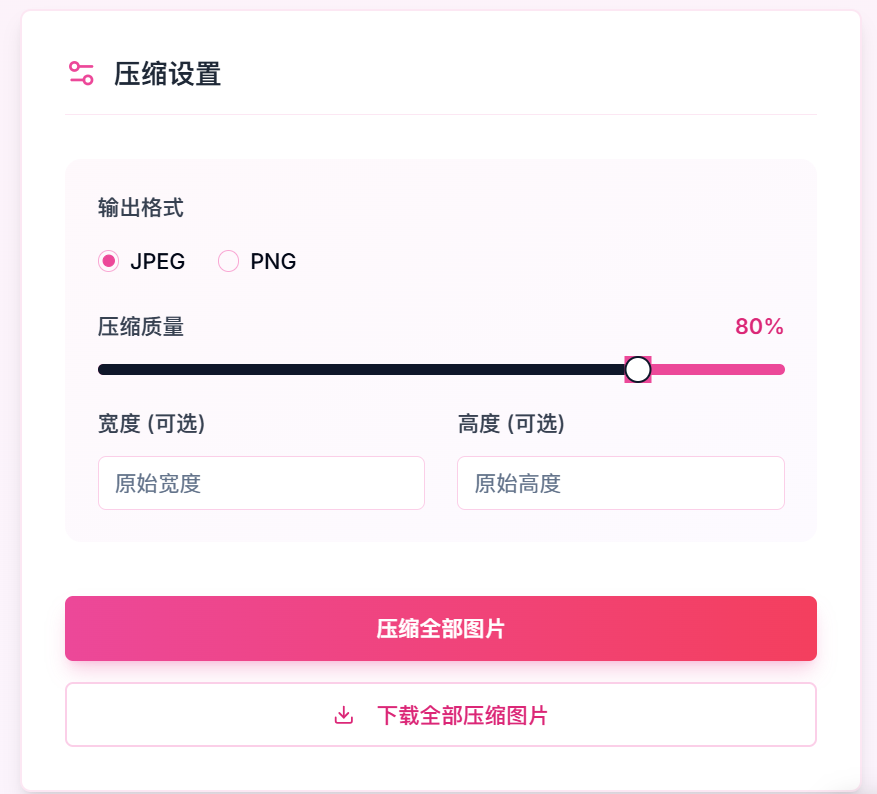 压缩设置
输出格式
JPEG PNG
压缩质量 80%
宽度 (可选) 高度 (可选)
原始宽度 原始高度
压缩全部图片
下载全部压缩图片